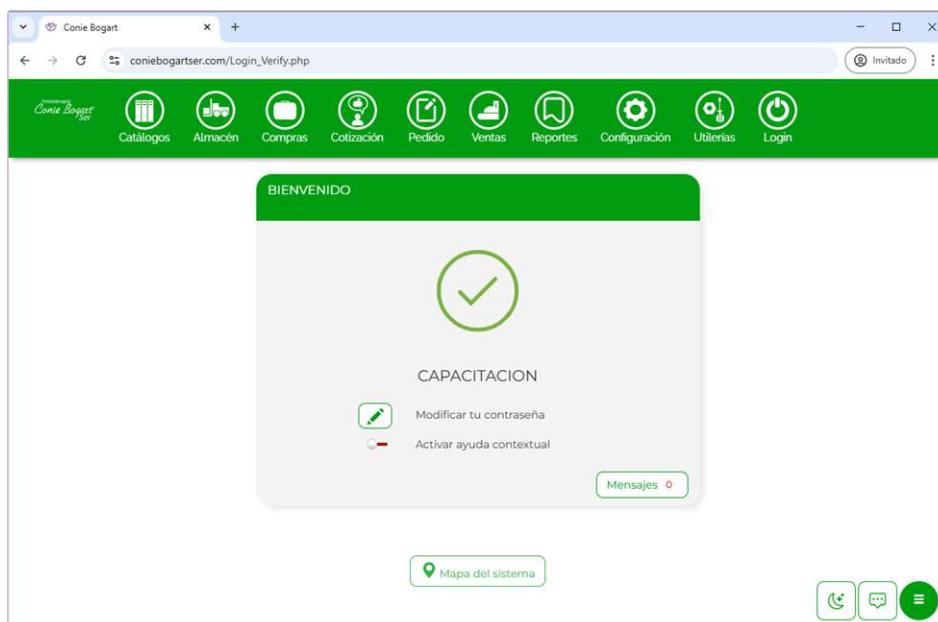 Conie Bogart
coniebogartser.com/Login_Verify.php
Invitado
Conie Bogart
Ser
Catálogos Almacén Compras Cotización Pedido Ventas Reportes Configuración Utilerías Login
BIENVENIDO
CAPACITACION
Modificar tu contraseña
Activar ayuda contextual
Mensajes 0
Mapa del sistema